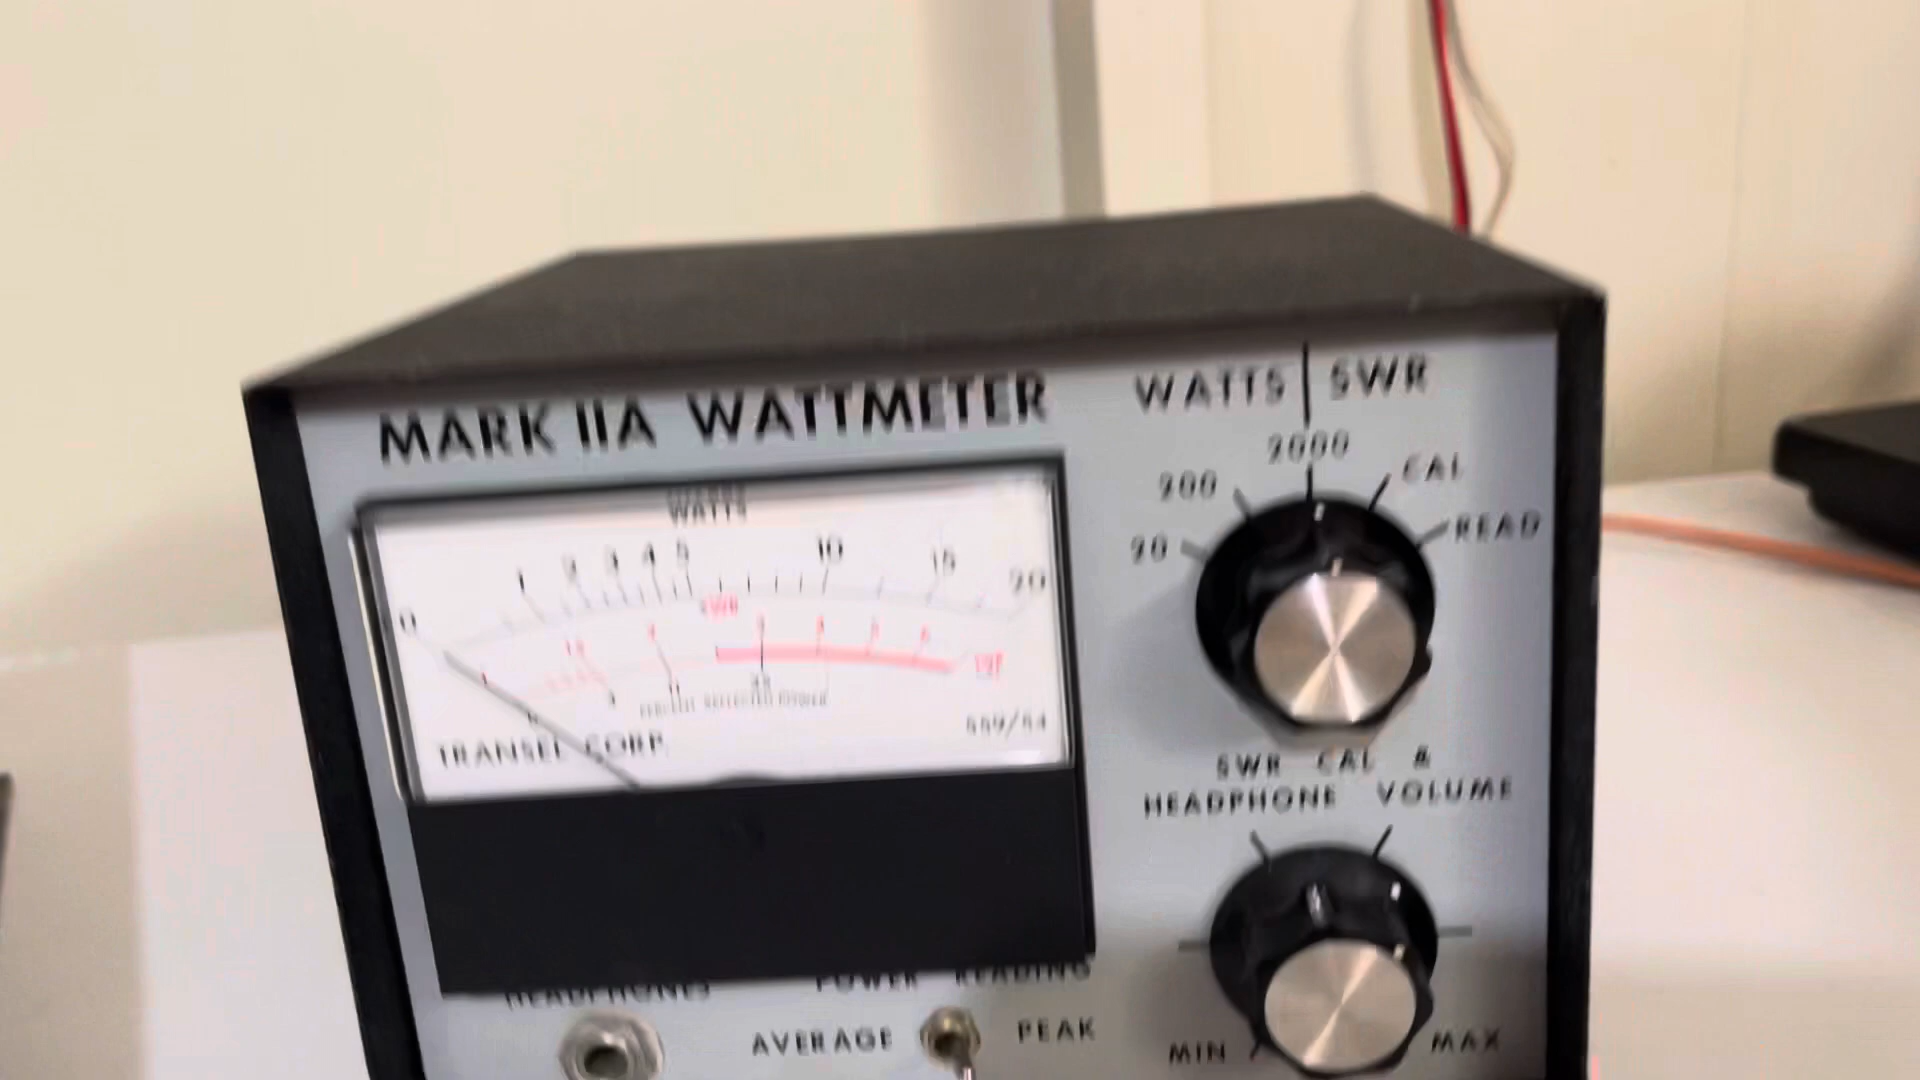 MARK IIA WATTMETER
WATTS SWR
2000
200 CAL
20 READ
WATTS
0 1 2 3 4 5 10 15 20
SWR
TRANSEL CORP.
SWR CAL &
HEADPHONE VOLUME
HEADPHONES
POWER READING
AVERAGE PEAK
MIN MAX